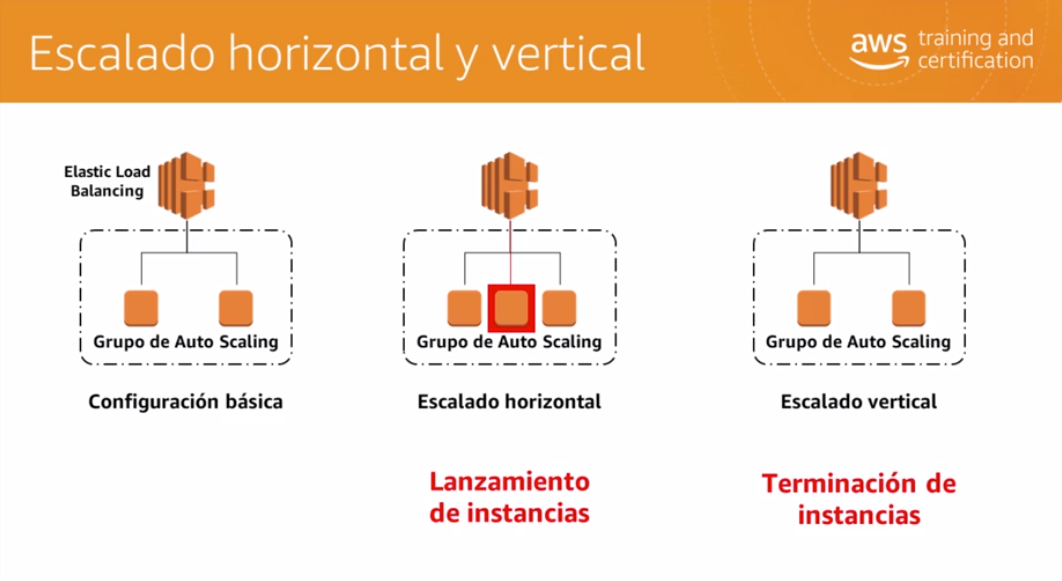 Escalado horizontal y vertical
aws training and
certification
Elastic Load
Balancing
Grupo de Auto Scaling
Grupo de Auto Scaling
Grupo de Auto Scaling
Configuración básica
Escalado horizontal
Escalado vertical
Lanzamiento
de instancias
Terminación de
instancias